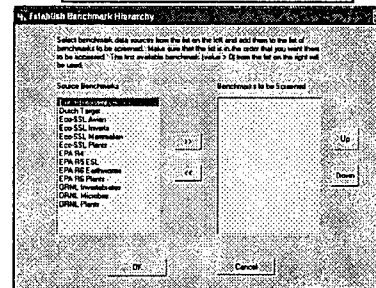 Establish Benchmark Hierarchy
Select benchmark data sources from the list on the left and add them to the list of
benchmarks to be screened. Make sure that the list is in the order that you want them
to be screened. The first available benchmark (value > 0) from the list on the right will
be used.
Source Benchmarks
Benchmarks to be Screened
Dutch Target
Eco-SSL Avian
Eco-SSL Inverts
Eco-SSL Mammalian
Eco-SSL Plants
EPA R4
EPA R5 ESL
EPA R6 Earthworms
EPA R6 Plants
ORNL Invertebrates
ORNL Microbes
ORNL Plants
>>
<<
Up
Down
OK
Cancel